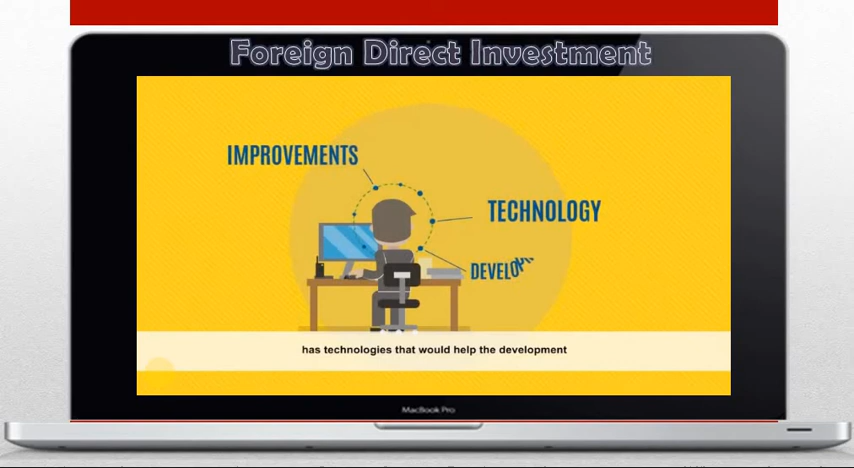 Foreign Direct Investment
IMPROVEMENTS
TECHNOLOGY
has technologies that would help the development
MacBook Pro